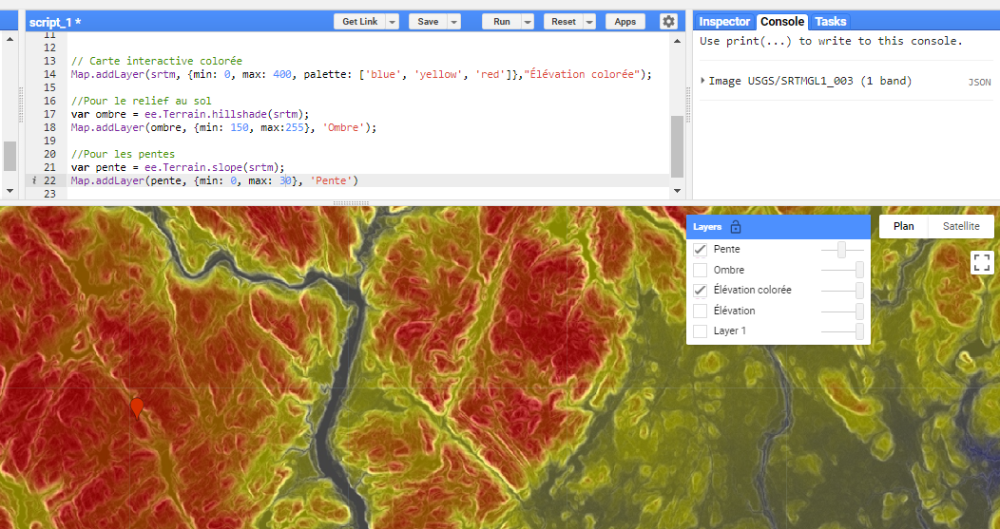 script_1 *
Get Link
Save
Run
Reset
Apps
11
12
13 // Carte interactive colorée
14 Map.addLayer(srtm, {min: 0, max: 400, palette: ['blue', 'yellow', 'red']},"Élévation colorée");
15
16 //Pour le relief au sol
17 var ombre = ee.Terrain.hillshade(srtm);
18 Map.addLayer(ombre, {min: 150, max:255}, 'Ombre');
19
20 //Pour les pentes
21 var pente = ee.Terrain.slope(srtm);
i 22 Map.addLayer(pente, {min: 0, max: 30}, 'Pente')
23
Inspector Console Tasks
Use print(...) to write to this console.
Image USGS/SRTMGL1_003 (1 band) JSON
Layers
Pente
Ombre
Élévation colorée
Élévation
Layer 1
Plan Satellite